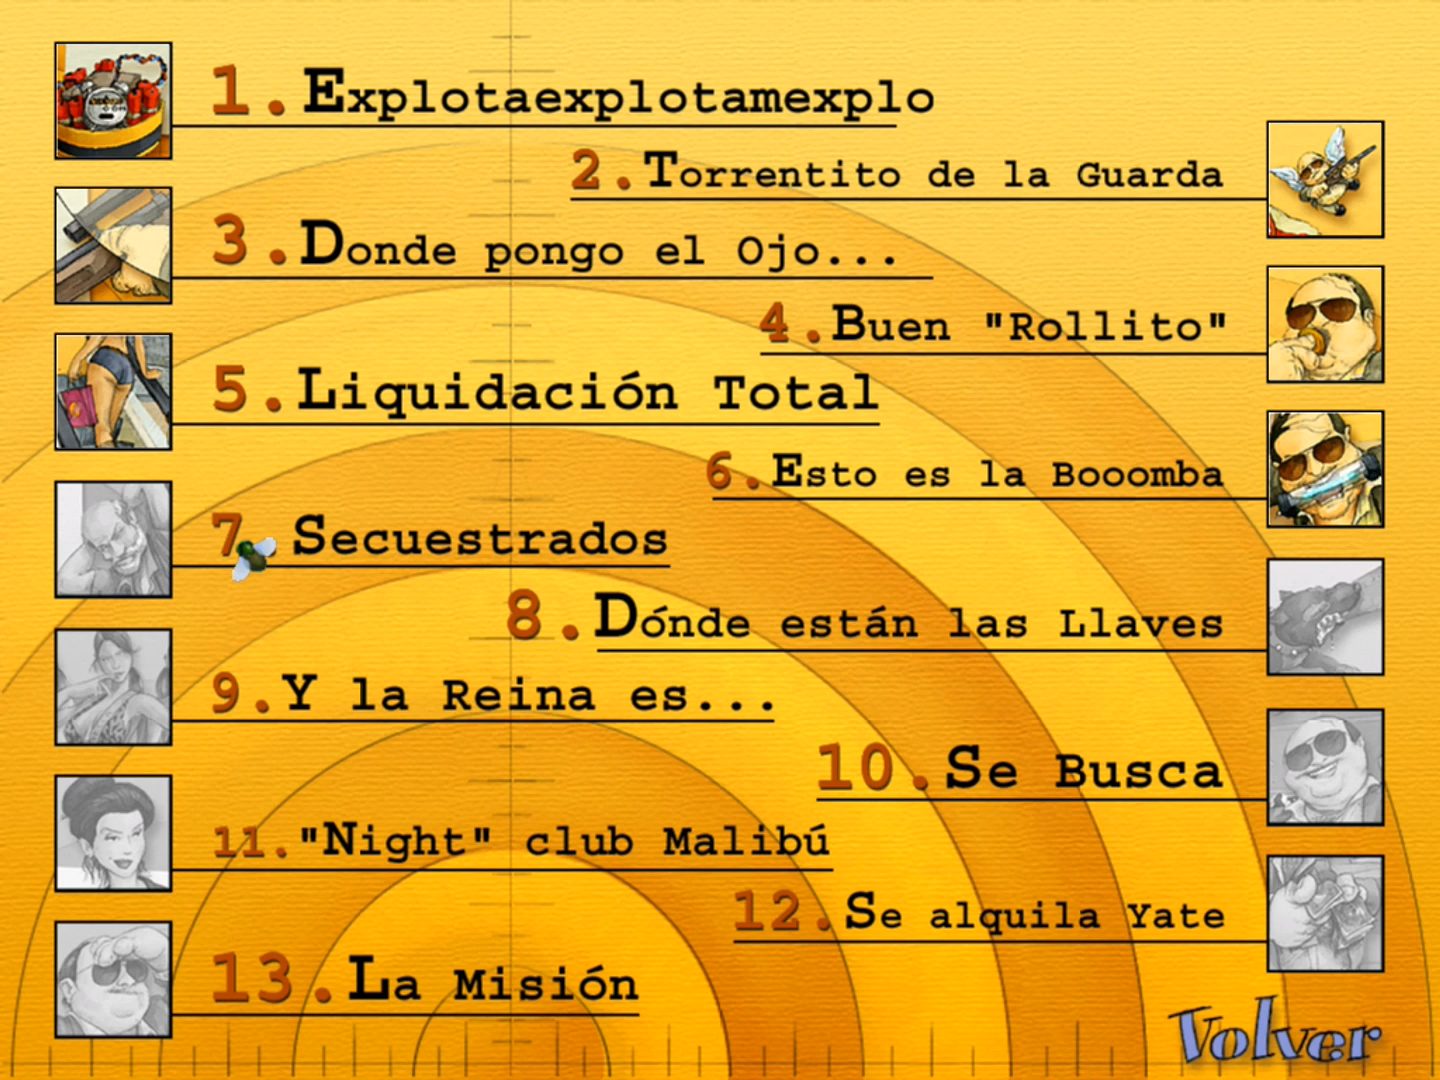 1. Explotaexplotamexplo
2. Torrentito de la Guarda
3. Donde pongo el Ojo...
4. Buen "Rollito"
5. Liquidación Total
6. Esto es la Booomba
7. Secuestrados
8. Dónde están las Llaves
9. Y la Reina es...
10. Se Busca
11. "Night" club Malibú
12. Se alquila Yate
13. La Misión
Volver